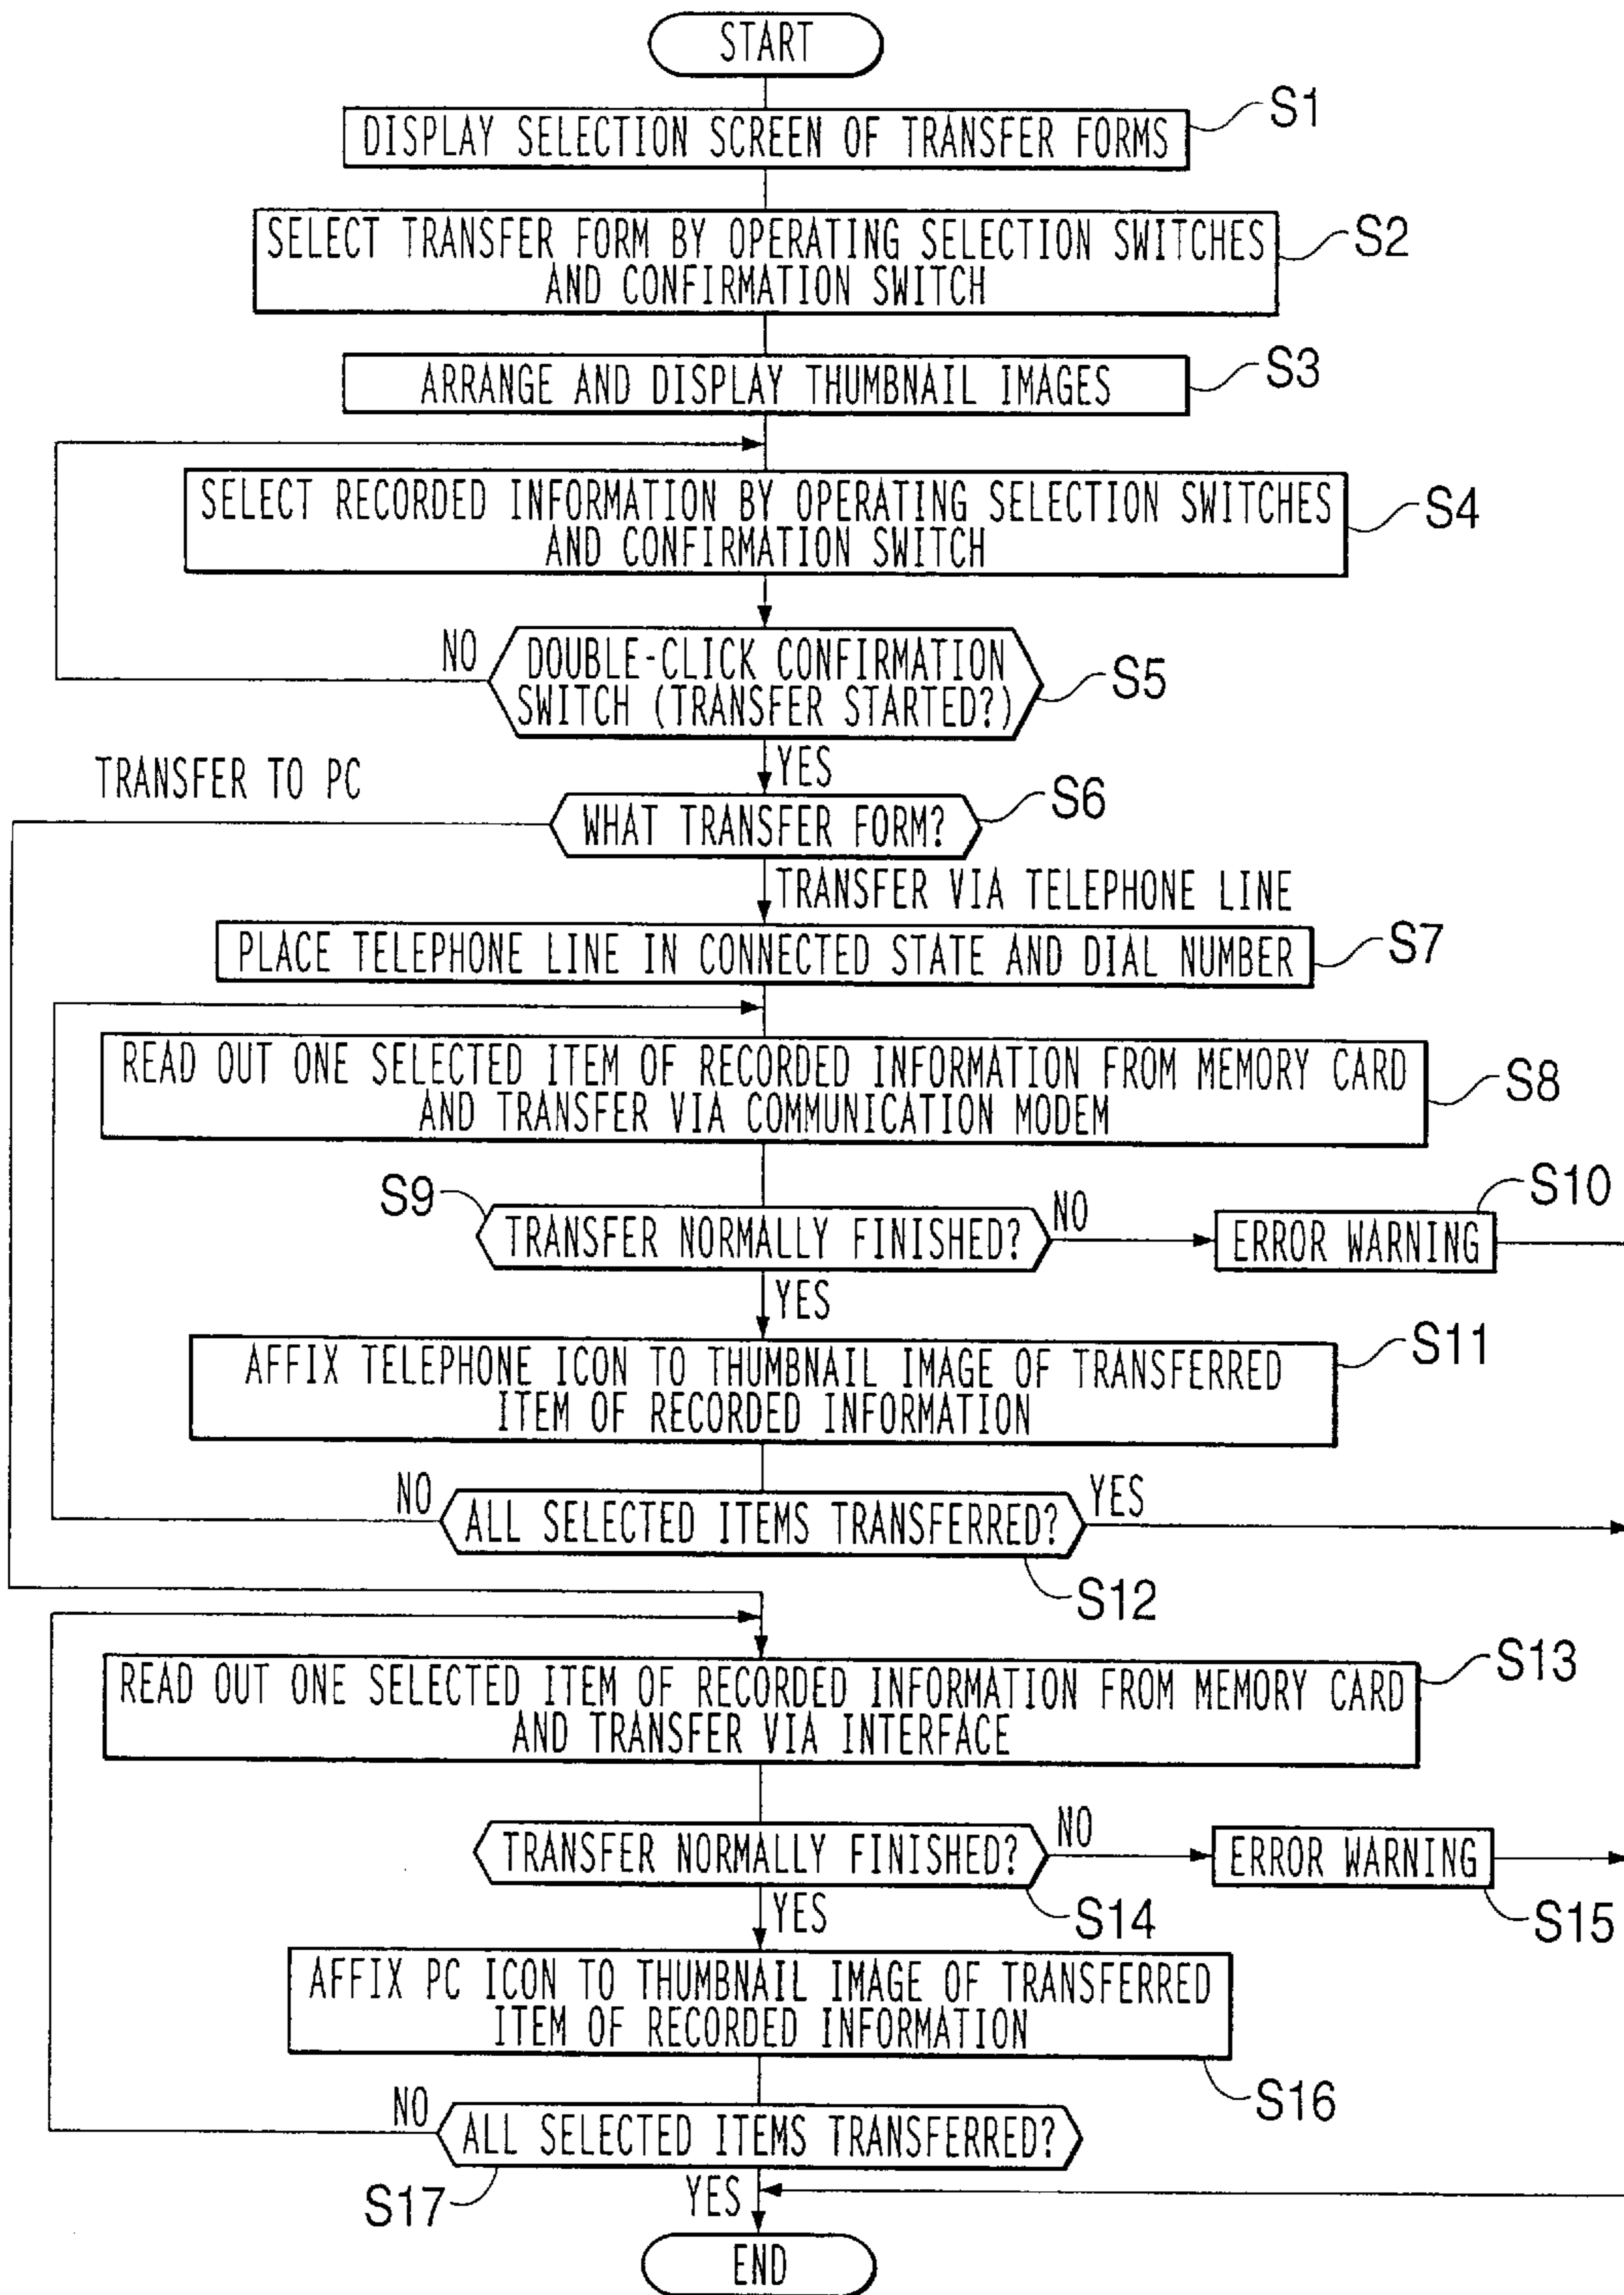 START
S1
DISPLAY SELECTION SCREEN OF TRANSFER FORMS
SELECT TRANSFER FORM BY OPERATING SELECTION SWITCHES
AND CONFIRMATION SWITCH
S2
ARRANGE AND DISPLAY THUMBNAIL IMAGES
S3
SELECT RECORDED INFORMATION BY OPERATING SELECTION SWITCHES
AND CONFIRMATION SWITCH
S4
NO
DOUBLE-CLICK CONFIRMATION
SWITCH (TRANSFER STARTED?)
S5
YES
TRANSFER TO PC
WHAT TRANSFER FORM?
S6
TRANSFER VIA TELEPHONE LINE
PLACE TELEPHONE LINE IN CONNECTED STATE AND DIAL NUMBER
S7
READ OUT ONE SELECTED ITEM OF RECORDED INFORMATION FROM MEMORY CARD
AND TRANSFER VIA COMMUNICATION MODEM
S8
S9
TRANSFER NORMALLY FINISHED?
NO
ERROR WARNING
S10
YES
AFFIX TELEPHONE ICON TO THUMBNAIL IMAGE OF TRANSFERRED
ITEM OF RECORDED INFORMATION
S11
NO
ALL SELECTED ITEMS TRANSFERRED?
YES
S12
READ OUT ONE SELECTED ITEM OF RECORDED INFORMATION FROM MEMORY CARD
AND TRANSFER VIA INTERFACE
S13
TRANSFER NORMALLY FINISHED?
NO
ERROR WARNING
S14
S15
YES
AFFIX PC ICON TO THUMBNAIL IMAGE OF TRANSFERRED
ITEM OF RECORDED INFORMATION
S16
NO
ALL SELECTED ITEMS TRANSFERRED?
S17
YES
END